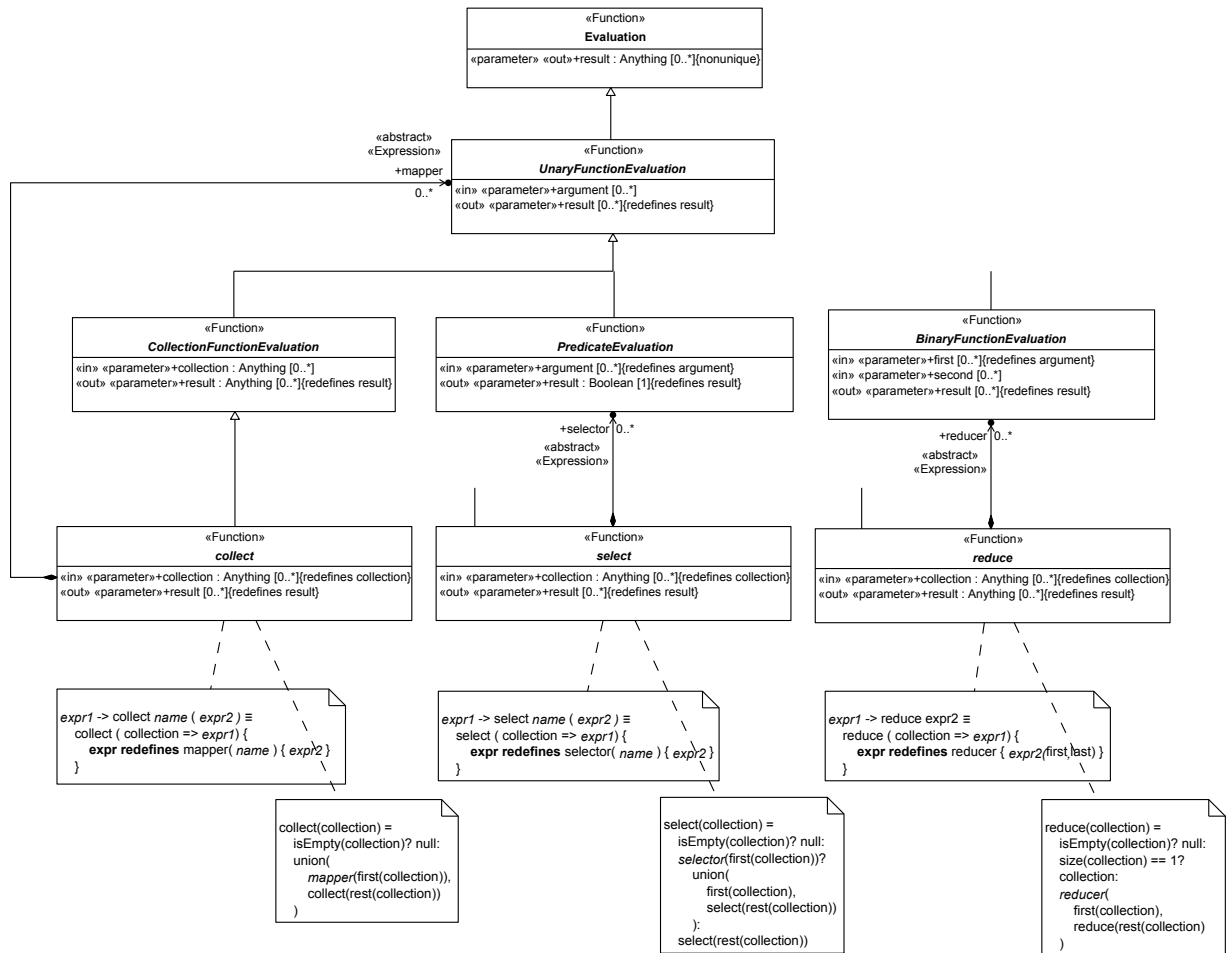 «Function»
Evaluation
«parameter» «out»+result : Anything [0..*]{nonunique}
«abstract»
«Expression»
+mapper
0..*
«Function»
UnaryFunctionEvaluation
«in» «parameter»+argument [0..*]
«out» «parameter»+result [0..*]{redefines result}
«Function»
CollectionFunctionEvaluation
«in» «parameter»+collection : Anything [0..*]
«out» «parameter»+result : Anything [0..*]{redefines result}
«Function»
PredicateEvaluation
«in» «parameter»+argument [0..*]{redefines argument}
«out» «parameter»+result : Boolean [1]{redefines result}
«Function»
BinaryFunctionEvaluation
«in» «parameter»+first [0..*]{redefines argument}
«in» «parameter»+second [0..*]
«out» «parameter»+result [0..*]{redefines result}
+selector 0..*
«abstract»
«Expression»
+reducer 0..*
«abstract»
«Expression»
«Function»
collect
«in» «parameter»+collection : Anything [0..*]{redefines collection}
«out» «parameter»+result [0..*]{redefines result}
«Function»
select
«in» «parameter»+collection : Anything [0..*]{redefines collection}
«out» «parameter»+result [0..*]{redefines result}
«Function»
reduce
«in» «parameter»+collection : Anything [0..*]{redefines collection}
«out» «parameter»+result : Anything [0..*]{redefines result}
expr1 -> collect name ( expr2 ) ≡
collect ( collection => expr1) {
expr redefines mapper( name ) { expr2 }
}
expr1 -> select name ( expr2 ) ≡
select ( collection => expr1) {
expr redefines selector( name ) { expr2 }
}
expr1 -> reduce expr2 ≡
reduce ( collection => expr1) {
expr redefines reducer { expr2(first,last) }
}
collect(collection) =
isEmpty(collection)? null:
union(
mapper(first(collection)),
collect(rest(collection))
)
select(collection) =
isEmpty(collection)? null:
selector(first(collection))?
union(
first(collection),
select(rest(collection))
):
select(rest(collection))
reduce(collection) =
isEmpty(collection)? null:
size(collection) == 1?
collection:
reducer(
first(collection),
reduce(rest(collection)
)